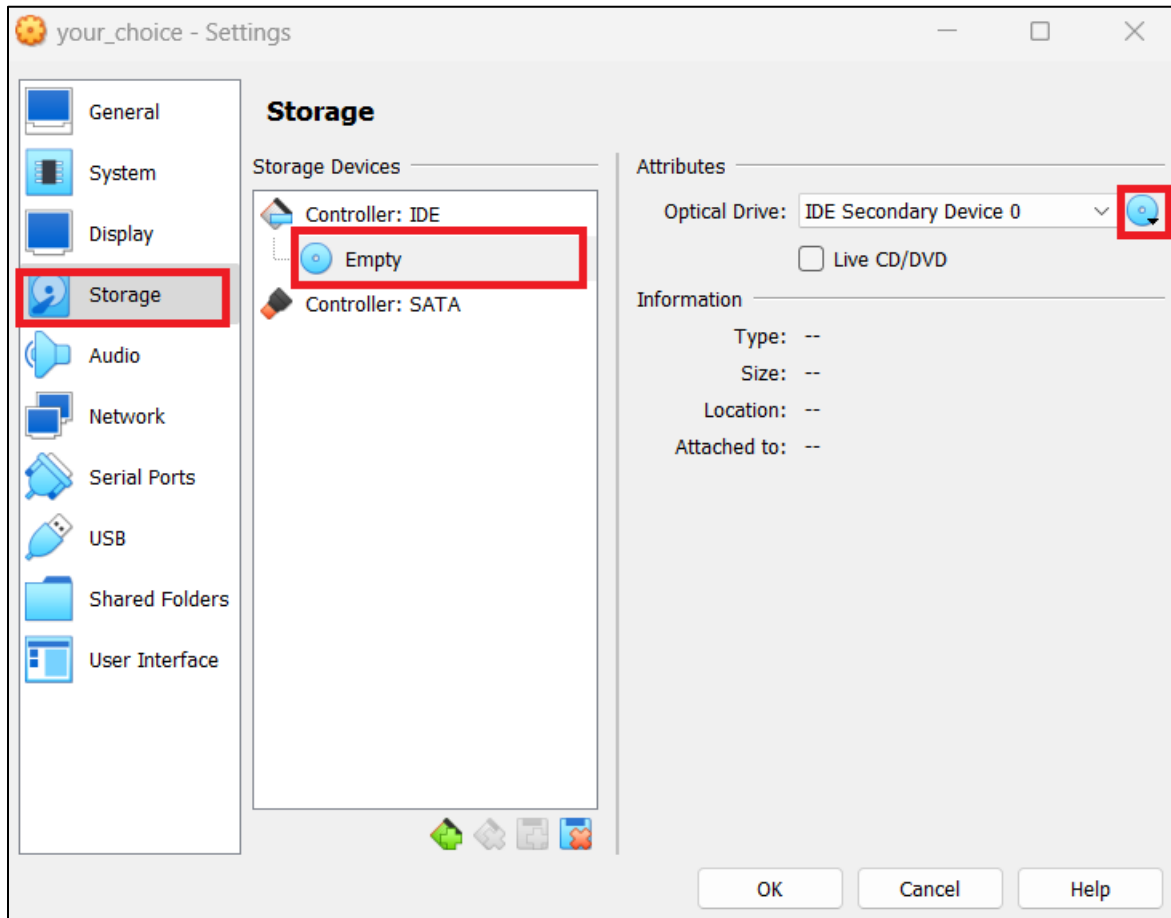 your_choice - Settings
General
System
Display
Storage
Audio
Network
Serial Ports
USB
Shared Folders
User Interface
Storage
Storage Devices
Controller: IDE
Empty
Controller: SATA
Attributes
Optical Drive: IDE Secondary Device 0
Live CD/DVD
Information
Type: --
Size: --
Location: --
Attached to: --
OK Cancel Help